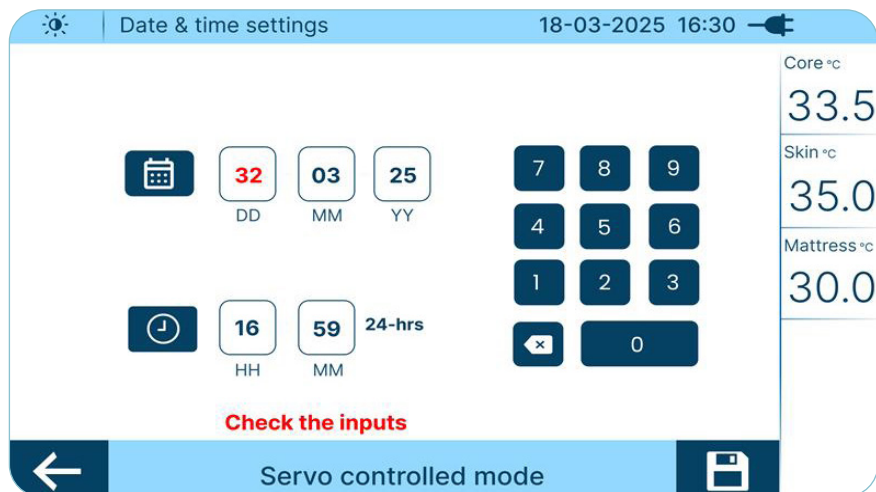 Date & time settings 18-03-2025 16:30
Core °C
33.5
Skin °C
35.0
Mattress °C
30.0
32 03 25
DD MM YY
7 8 9
4 5 6
1 2 3
0
16 59 24-hrs
HH MM
Check the inputs
Servo controlled mode